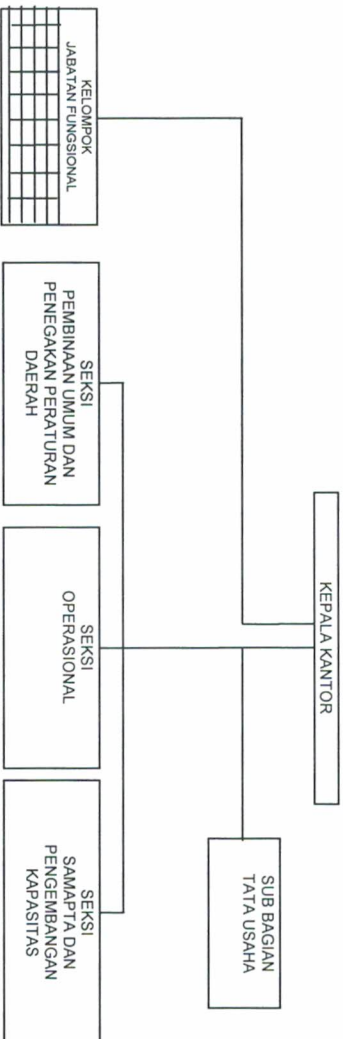 KEPALA KANTOR
SUB BAGIAN
TATA USAHA
KELOMPOK
JABATAN FUNGSIONAL
SEKSI
PEMBINAAN UMUM DAN
PENEGAKAN PERATURAN
DAERAH
SEKSI
OPERASIONAL
SEKSI
SAMAPTA DAN
PENGEMBANGAN
KAPASITAS